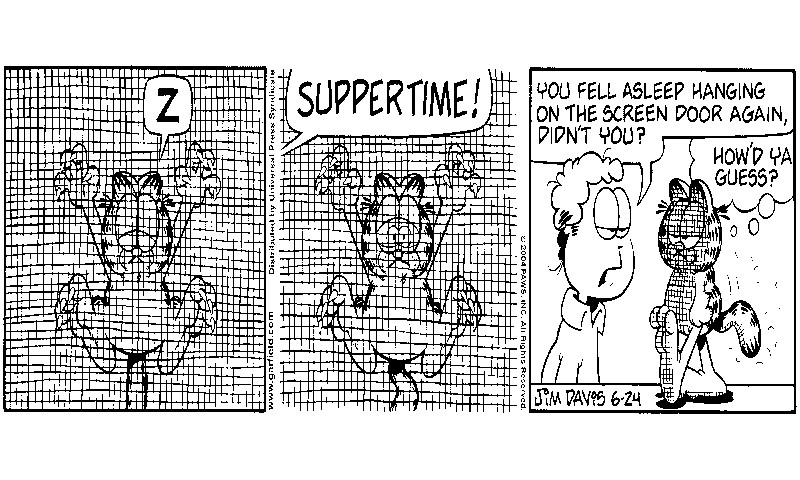 Z
www.garfield.com
Distributed by Universal Press Syndicate
SUPPERTIME!
© 2004 PAWS, INC. All Rights Reserved.
YOU FELL ASLEEP HANGING
ON THE SCREEN DOOR AGAIN,
DIDN'T YOU?
HOW'D YA
GUESS?
JIM DAVIS 6-24